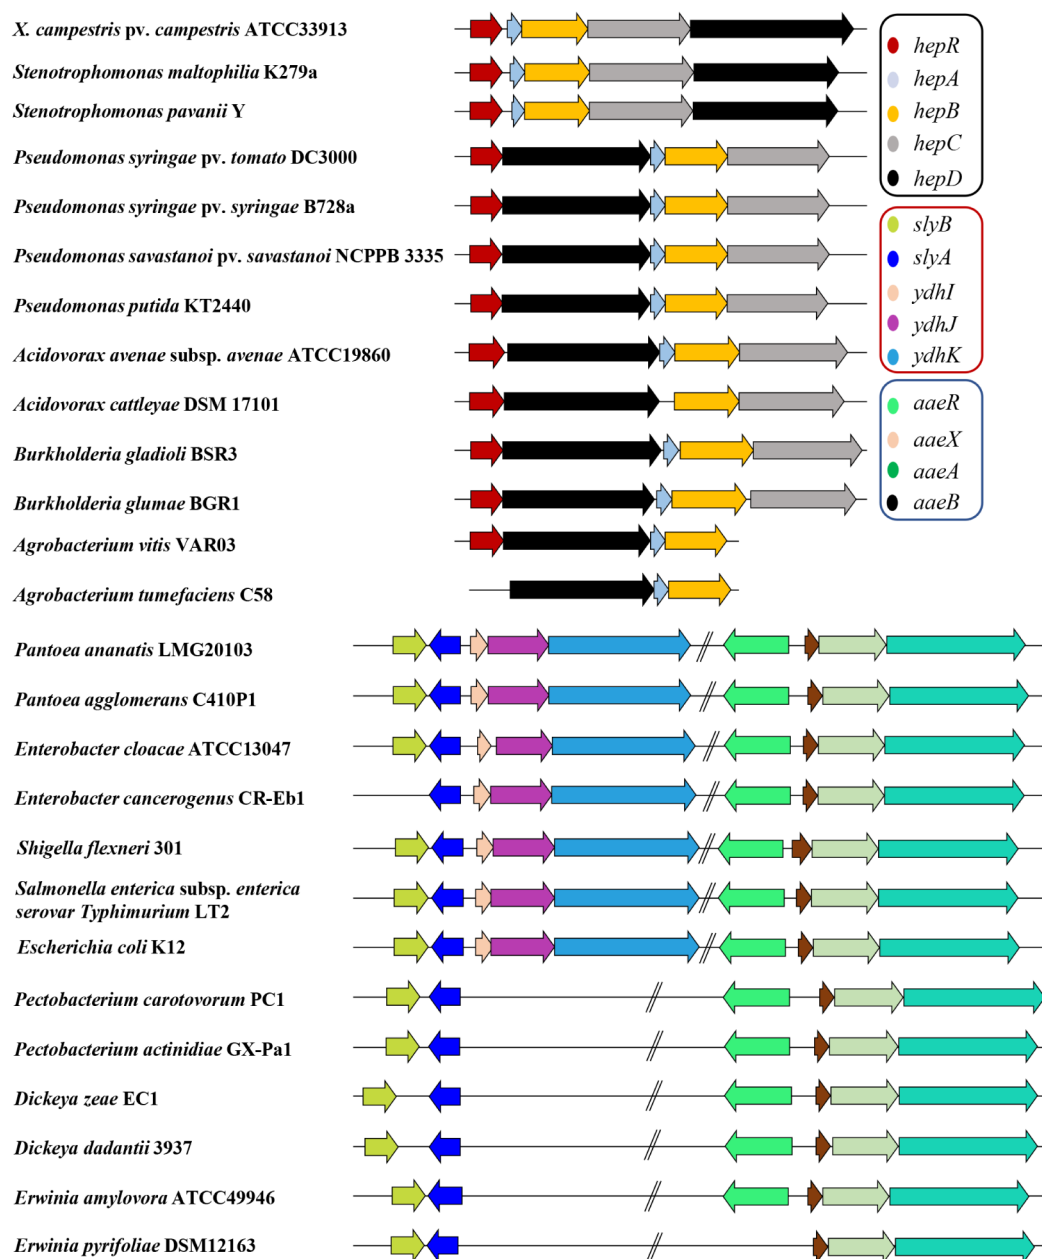 X. campestris pv. campestris ATCC33913
Stenotrophomonas maltophilia K279a
Stenotrophomonas pavanii Y
Pseudomonas syringae pv. tomato DC3000
Pseudomonas syringae pv. syringae B728a
Pseudomonas savastanoi pv. savastanoi NCPPB 3335
Pseudomonas putida KT2440
Acidovorax avenae subsp. avenae ATCC19860
Acidovorax cattleyae DSM 17101
Burkholderia gladioli BSR3
Burkholderia glumae BGR1
Agrobacterium vitis VAR03
Agrobacterium tumefaciens C58
Pantoea ananatis LMG20103
Pantoea agglomerans C410P1
Enterobacter cloacae ATCC13047
Enterobacter cancerogenus CR-Eb1
Shigella flexneri 301
Salmonella enterica subsp. enterica
serovar Typhimurium LT2
Escherichia coli K12
Pectobacterium carotovorum PC1
Pectobacterium actinidiae GX-Pa1
Dickeya zeae EC1
Dickeya dadantii 3937
Erwinia amylovora ATCC49946
Erwinia pyrifoliae DSM12163
hepR
hepA
hepB
hepC
hepD
slyB
slyA
ydhI
ydhJ
ydhK
aaeR
aaeX
aaeA
aaeB